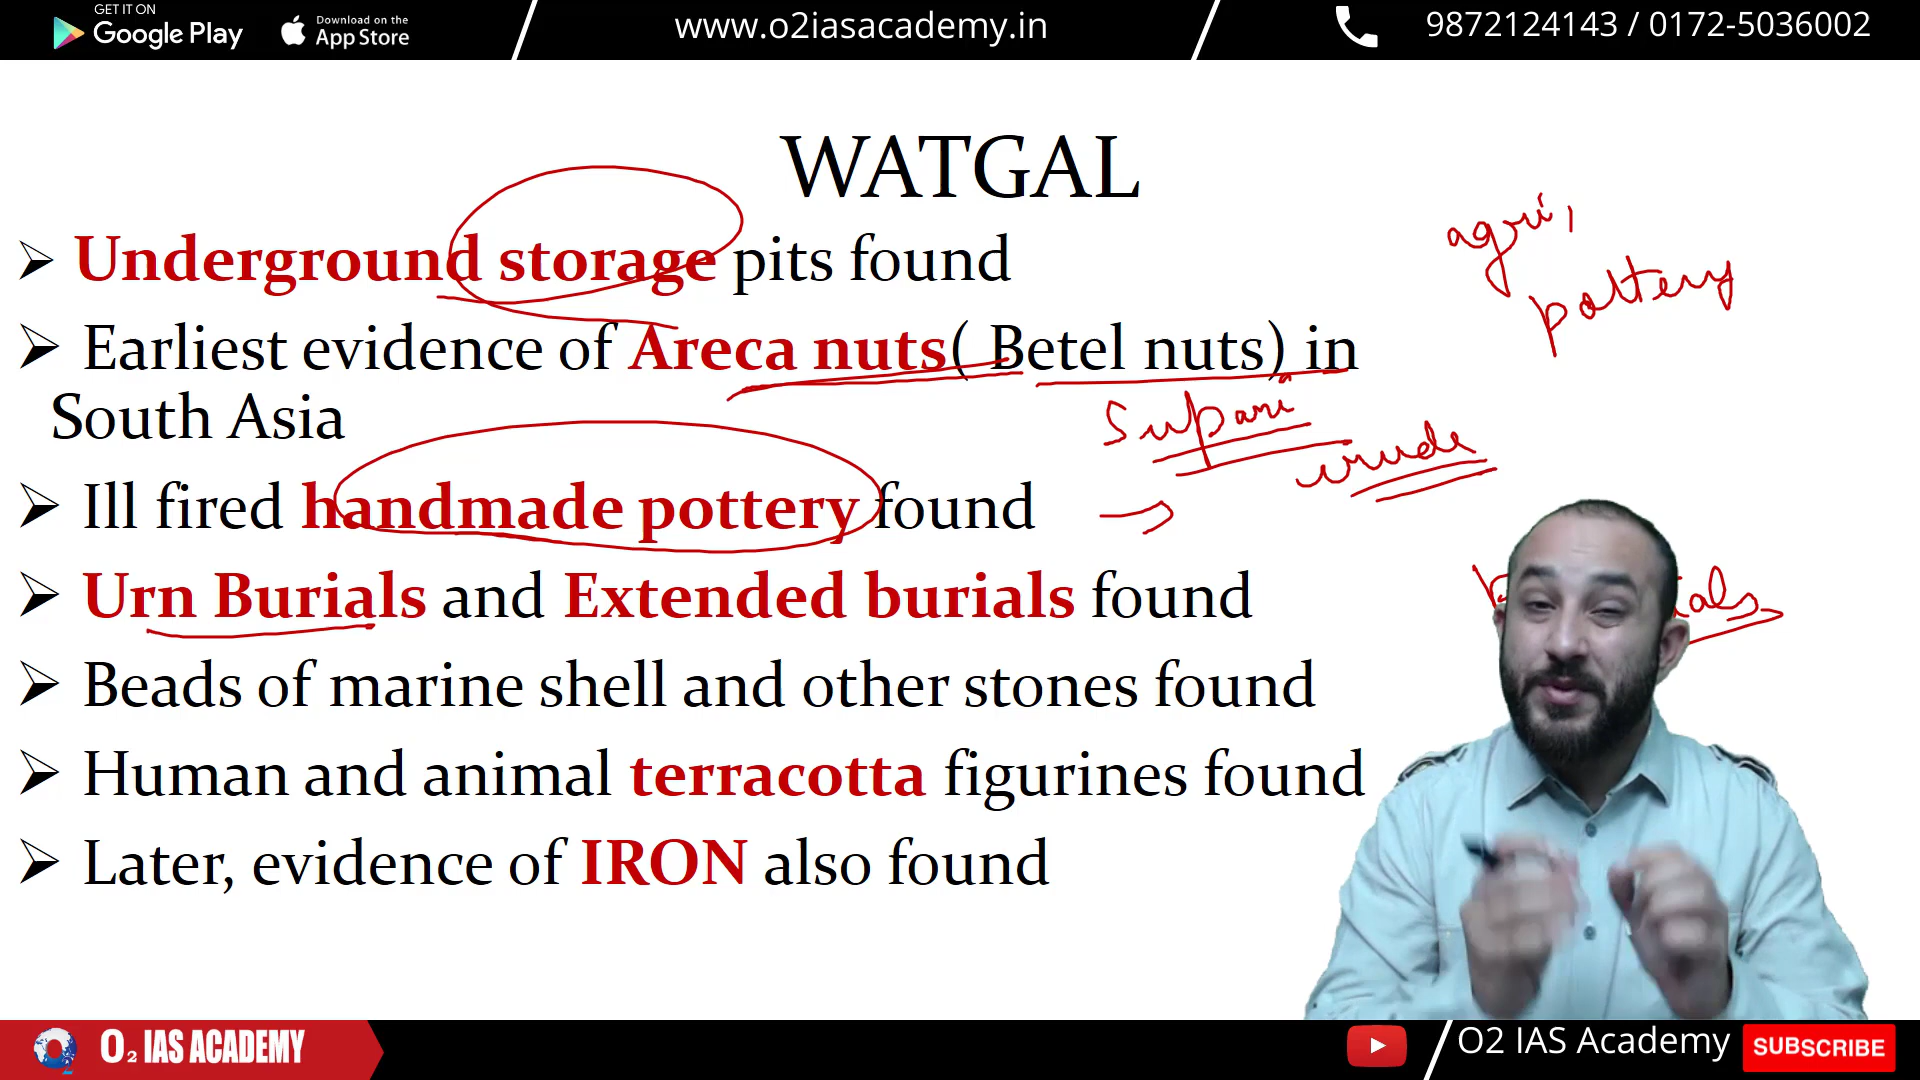 GET IT ON
Google Play
Download on the
App Store
www.o2iasacademy.in
9872124143 / 0172-5036002
WATGAL
agri,
pottery
➢ Underground storage pits found
➢ Earliest evidence of Areca nuts( Betel nuts) in
South Asia
Supari
crude
➢ Ill fired handmade pottery found
➢ Urn Burials and Extended burials found
➢ Beads of marine shell and other stones found
➢ Human and animal terracotta figurines found
➢ Later, evidence of IRON also found
O2 IAS ACADEMY
O2 IAS Academy
SUBSCRIBE